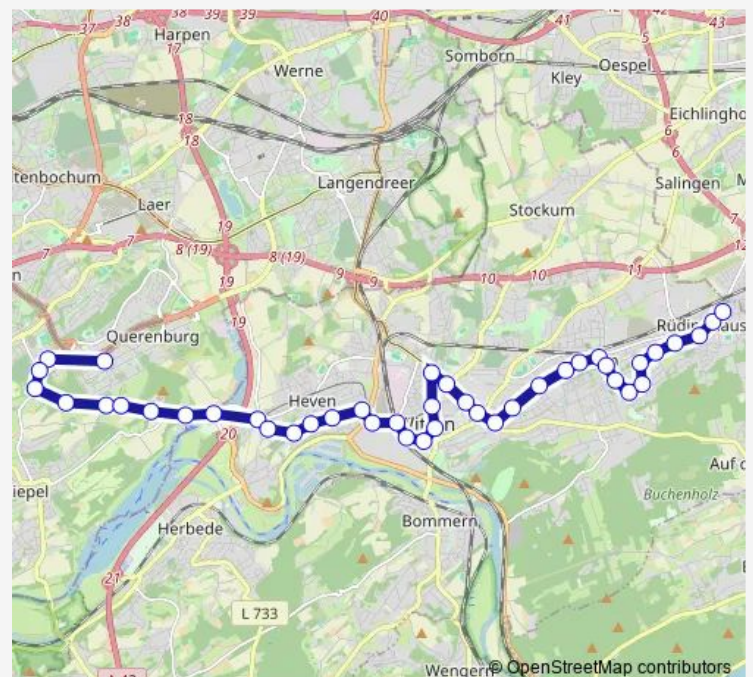 37
38
38
39
39
40
41
42
43
Harpen
17
Somborn
Oespel
5
Werne
Kley
Eichlingho
18
18
6
6
tenbochum
Langendreer
Salingen
Laer
Stockum
19
7
7
7
8 (19)
8 (19)
9
9
10
10
11
12
19
19
Querenburg
Heven
20
iepel
Auf d
Buchenholz
Herbede
Bommern
21
L 733
Wengern
© OpenStreetMap contributors